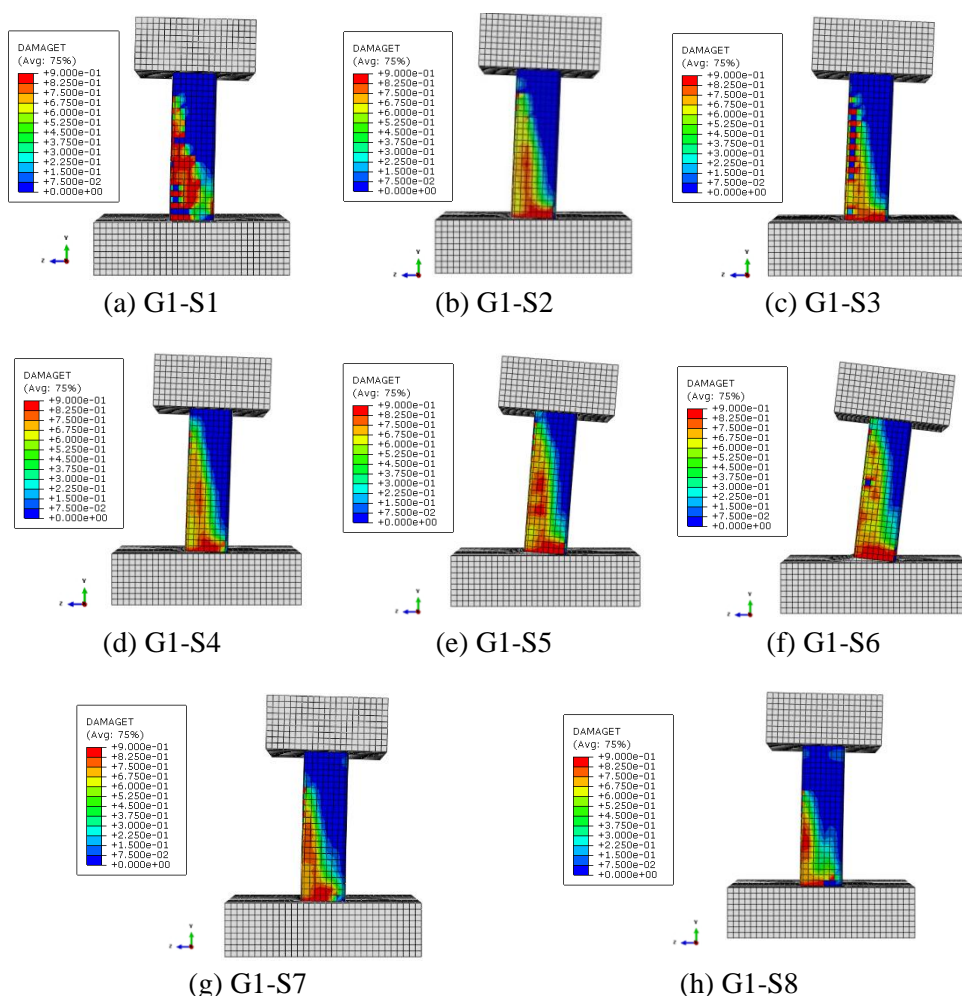 DAMAGET
(Avg: 75%)
+9.000e-01
+8.250e-01
+7.500e-01
+6.750e-01
+6.000e-01
+5.250e-01
+4.500e-01
+3.750e-01
+3.000e-01
+2.250e-01
+1.500e-01
+7.500e-02
+0.000e+00
Y
Z
(a) G1-S1
DAMAGET
(Avg: 75%)
+9.000e-01
+8.250e-01
+7.500e-01
+6.750e-01
+6.000e-01
+5.250e-01
+4.500e-01
+3.750e-01
+3.000e-01
+2.250e-01
+1.500e-01
+7.500e-02
+0.000e+00
Y
Z
(b) G1-S2
DAMAGET
(Avg: 75%)
+9.000e-01
+8.250e-01
+7.500e-01
+6.750e-01
+6.000e-01
+5.250e-01
+4.500e-01
+3.750e-01
+3.000e-01
+2.250e-01
+1.500e-01
+7.500e-02
+0.000e+00
Y
Z
(c) G1-S3
DAMAGET
(Avg: 75%)
+9.000e-01
+8.250e-01
+7.500e-01
+6.750e-01
+6.000e-01
+5.250e-01
+4.500e-01
+3.750e-01
+3.000e-01
+2.250e-01
+1.500e-01
+7.500e-02
+0.000e+00
Y
Z
(d) G1-S4
DAMAGET
(Avg: 75%)
+9.000e-01
+8.250e-01
+7.500e-01
+6.750e-01
+6.000e-01
+5.250e-01
+4.500e-01
+3.750e-01
+3.000e-01
+2.250e-01
+1.500e-01
+7.500e-02
+0.000e+00
Y
Z
(e) G1-S5
DAMAGET
(Avg: 75%)
+9.000e-01
+8.250e-01
+7.500e-01
+6.750e-01
+6.000e-01
+5.250e-01
+4.500e-01
+3.750e-01
+3.000e-01
+2.250e-01
+1.500e-01
+7.500e-02
+0.000e+00
Y
Z
(f) G1-S6
DAMAGET
(Avg: 75%)
+9.000e-01
+8.250e-01
+7.500e-01
+6.750e-01
+6.000e-01
+5.250e-01
+4.500e-01
+3.750e-01
+3.000e-01
+2.250e-01
+1.500e-01
+7.500e-02
+0.000e+00
Y
Z
(g) G1-S7
DAMAGET
(Avg: 75%)
+9.000e-01
+8.250e-01
+7.500e-01
+6.750e-01
+6.000e-01
+5.250e-01
+4.500e-01
+3.750e-01
+3.000e-01
+2.250e-01
+1.500e-01
+7.500e-02
+0.000e+00
Y
Z
(h) G1-S8